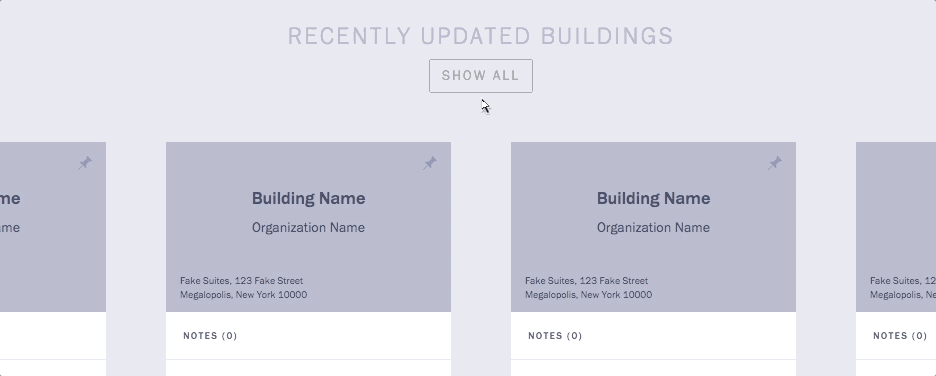 RECENTLY UPDATED BUILDINGS
SHOW ALL
me
me
Building Name
Organization Name
Fake Suites, 123 Fake Street
Megalopolis, New York 10000
NOTES (0)
Building Name
Organization Name
Fake Suites, 123 Fake Street
Megalopolis, New York 10000
NOTES (0)
Fake Suites, 12
Megalopolis, Ne
NOTES (0)